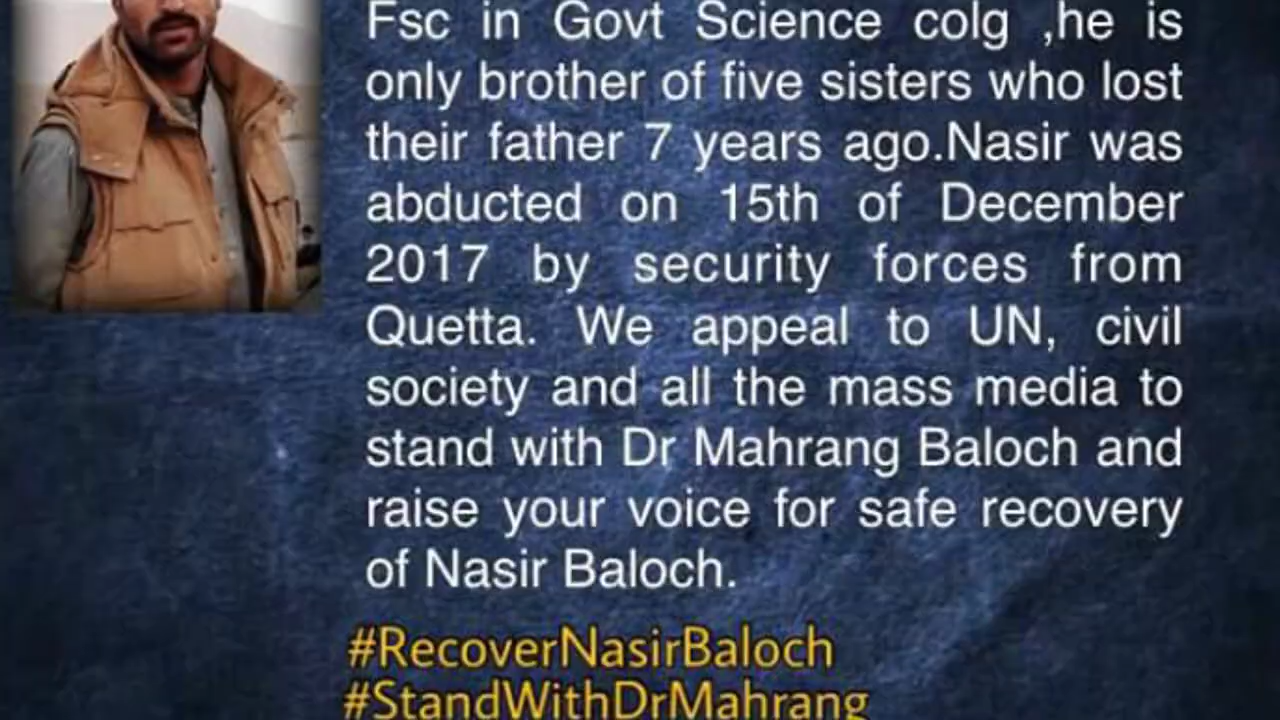 Fsc in Govt Science colg ,he is
only brother of five sisters who lost
their father 7 years ago.Nasir was
abducted on 15th of December
2017 by security forces from
Quetta. We appeal to UN, civil
society and all the mass media to
stand with Dr Mahrang Baloch and
raise your voice for safe recovery
of Nasir Baloch.
#RecoverNasirBaloch
#StandWithDrMahrang